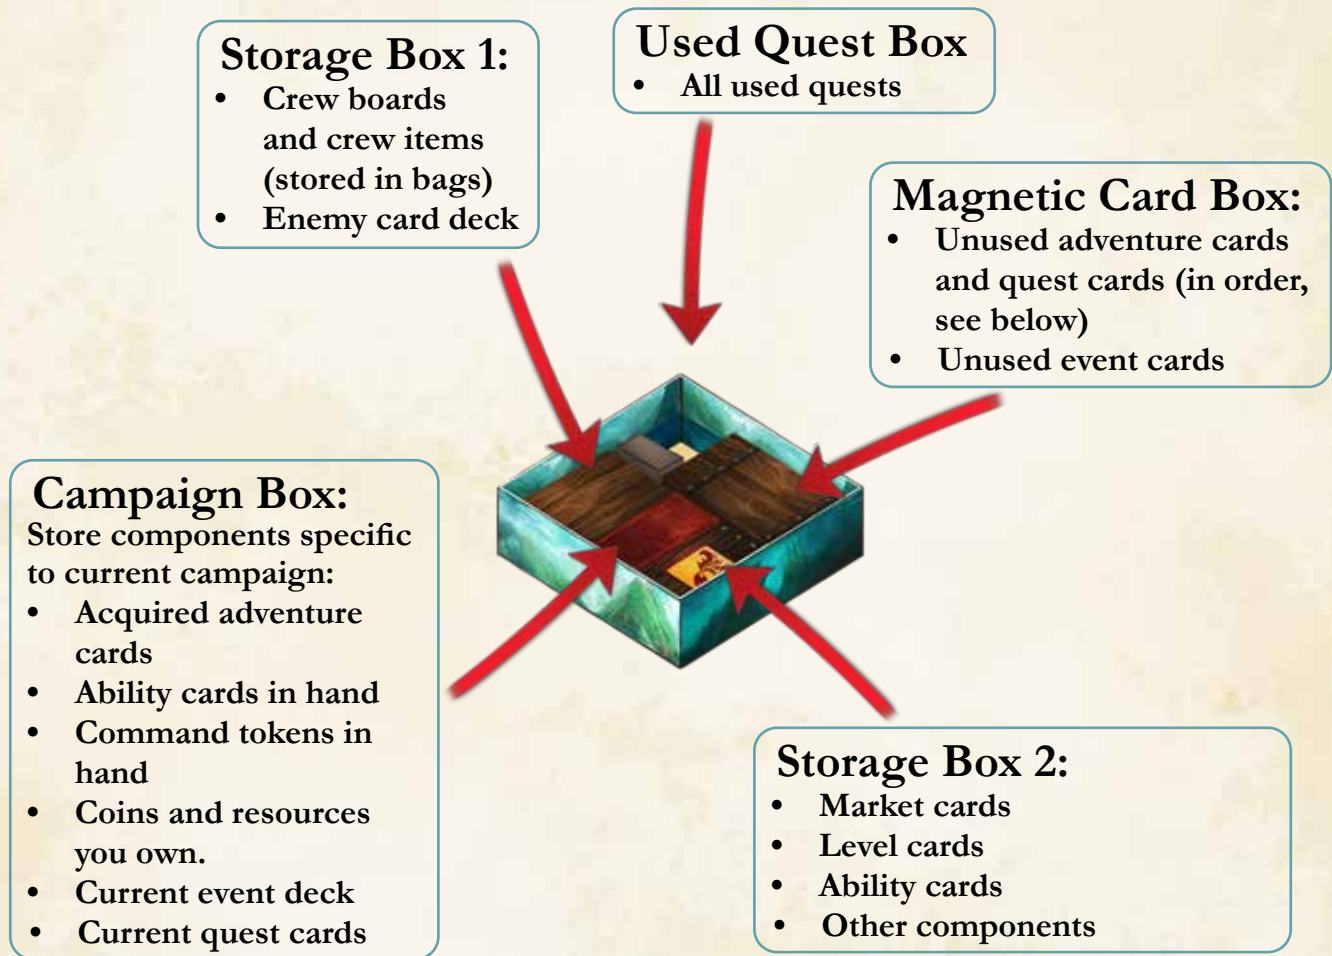 Storage Box 1:
• Crew boards
and crew items
(stored in bags)
• Enemy card deck
Used Quest Box
• All used quests
Magnetic Card Box:
• Unused adventure cards
and quest cards (in order,
see below)
• Unused event cards
Campaign Box:
Store components specific
to current campaign:
• Acquired adventure
cards
• Ability cards in hand
• Command tokens in
hand
• Coins and resources
you own.
• Current event deck
• Current quest cards
Storage Box 2:
• Market cards
• Level cards
• Ability cards
• Other components